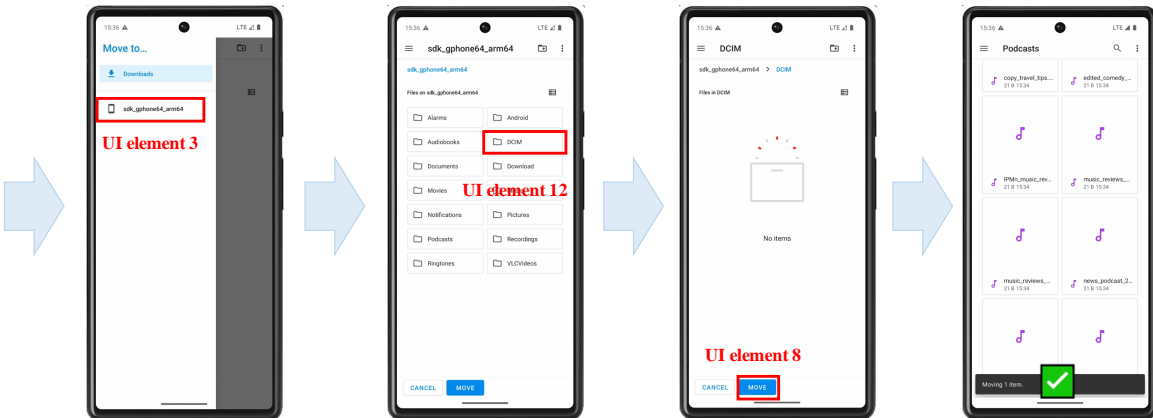 15:36 LTE
Move to...
Downloads
sdk_gphone64_arm64
UI element 3
15:36 LTE
sdk_gphone64_arm64
sdk_gphone64_arm64
Files on sdk_gphone64_arm64
Alarms Android
Audiobooks DCIM
Documents Download
Movies
UI element 12
Notifications Pictures
Podcasts Recordings
Ringtones VLCVideos
CANCEL MOVE
15:36 LTE
DCIM
sdk_gphone64_arm64 > DCIM
Files in DCIM
No items
UI element 8
CANCEL MOVE
15:36 LTE
Podcasts
copy_travel_tips... edited_comedy_...
21 B 15:34 21 B 15:34
IPMn_music_rev... music_reviews_...
21 B 15:34 21 B 15:34
music_reviews_... news_podcast_2...
21 B 15:34 21 B 15:34
Moving 1 item.